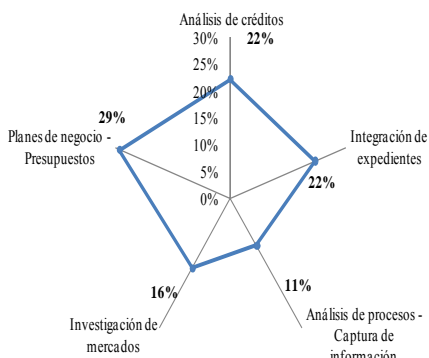 Análisis de créditos
30%
22%
25%
20%
15%
10%
5%
0%
29%
Planes de negocio -
Presupuestos
Integración de
expedientes
22%
11%
Análisis de procesos -
Captura de
información
16%
Investigación de
mercados